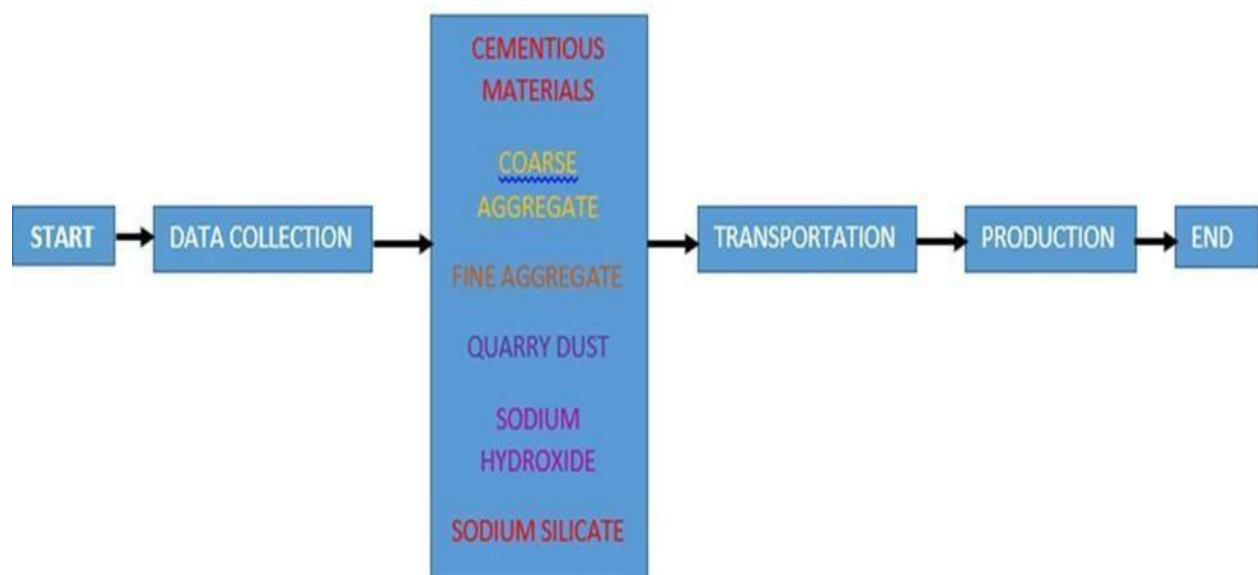 START
DATA COLLECTION
CEMENTIOUS
MATERIALS
COARSE
AGGREGATE
FINE AGGREGATE
QUARRY DUST
SODIUM
HYDROXIDE
SODIUM SILICATE
TRANSPORTATION
PRODUCTION
END